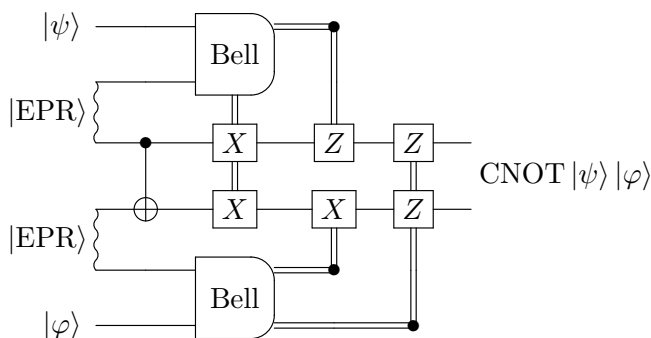 |ψ⟩
Bell
|EPR⟩
X Z Z
CNOT |ψ⟩ |φ⟩
X X Z
|EPR⟩
Bell
|φ⟩